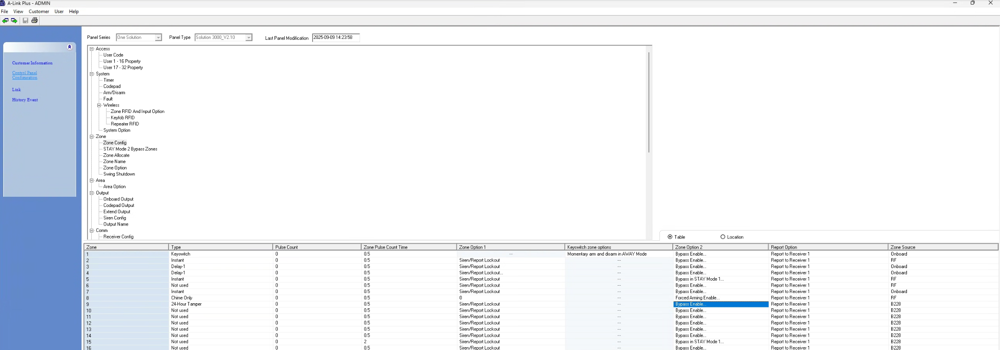 A-Link Plus - ADMIN
File View Customer User Help
Panel Series One Solution Panel Type Solution 3000_V2.10 Last Panel Modification 2025-09-09 14:23:58
Customer Information
Control Panel
Configuration
Link
History Event
Access
User Code
User 1 - 16 Property
User 17 - 32 Property
System
Timer
Codepad
Arm/Disarm
Fault
Wireless
Zone RFID And Input Option
Keyfob RFID
Repeater RFID
System Option
Zone
Zone Config
STAY Mode 2 Bypass Zones
Zone Allocate
Zone Name
Zone Option
Swing Shutdown
Area
Area Option
Output
Onboard Output
Codepad Output
Extend Output
Siren Config
Output Name
Comm
Receiver Config
Table Location
Zone Type Pulse Count Zone Pulse Count Time Zone Option 1 Keyswitch zone options Zone Option 2 Report Option Zone Source
1 Keyswitch 0 0.5 ... Momentary arm and disarm in AWAY Mode Bypass Enable... Report to Receiver 1 Onboard
2 Instant 0 0.5 Siren/Report Lockout ... Bypass Enable... Report to Receiver 1 RF
3 Delay-1 0 0.5 Siren/Report Lockout ... Bypass Enable... Report to Receiver 1 Onboard
4 Delay-1 0 0.5 Siren/Report Lockout... ... Bypass Enable... Report to Receiver 1 Onboard
5 Instant 0 0.5 Siren/Report Lockout ... Bypass in STAY Mode 1... Report to Receiver 1 RF
6 Not used 0 0.5 Siren/Report Lockout ... Bypass Enable... Report to Receiver 1 RF
7 Instant 0 0.5 Siren/Report Lockout ... Bypass Enable... Report to Receiver 1 Onboard
8 Chime Only 0 0.5 0 ... Forced Arming Enable... Report to Receiver 1 RF
9 24-Hour Tamper 0 0.5 Siren/Report Lockout ... Bypass Enable... Report to Receiver 1 B228
10 Not used 0 0.5 Siren/Report Lockout ... Bypass Enable... Report to Receiver 1 B228
11 Not used 0 0.5 Siren/Report Lockout ... Bypass Enable... Report to Receiver 1 B228
12 Not used 0 0.5 Siren/Report Lockout ... Bypass Enable... Report to Receiver 1 B228
13 Not used 0 0.5 Siren/Report Lockout ... Bypass Enable... Report to Receiver 1 B228
14 Not used 0 0.5 Siren/Report Lockout ... Bypass Enable... Report to Receiver 1 B228
15 Not used 0 2 Siren/Report Lockout ... Bypass in STAY Mode 1... Report to Receiver 1 B228
16 Not used 0 0.5 Siren/Report Lockout ... Bypass Enable... Report to Receiver 1 B228